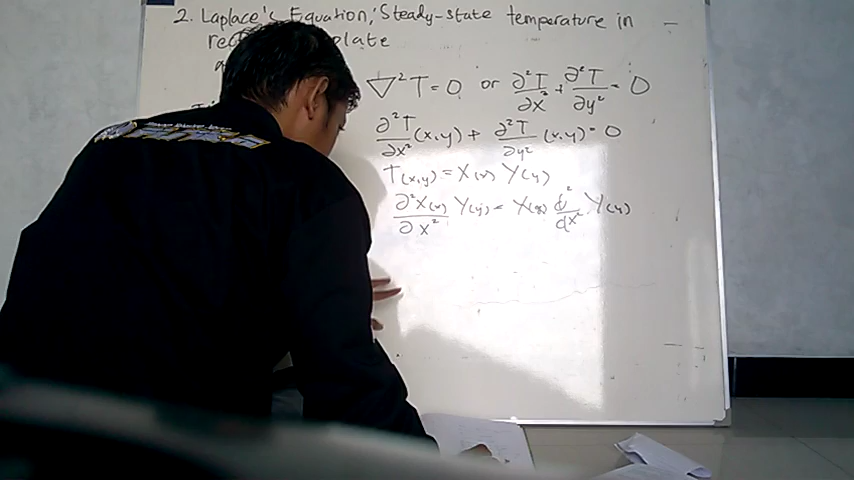 2. Laplace's Equation; Steady-state temperature in
plate
∇²T = 0 or ∂²T/∂x² + ∂²T/∂y² = 0
∂²T/∂x² (x,y) + ∂²T/∂y² (x,y) = 0
T(x,y) = X(x) Y(y)
∂²X(x)/∂x² Y(y) = X(x) d²/dx² Y(y)